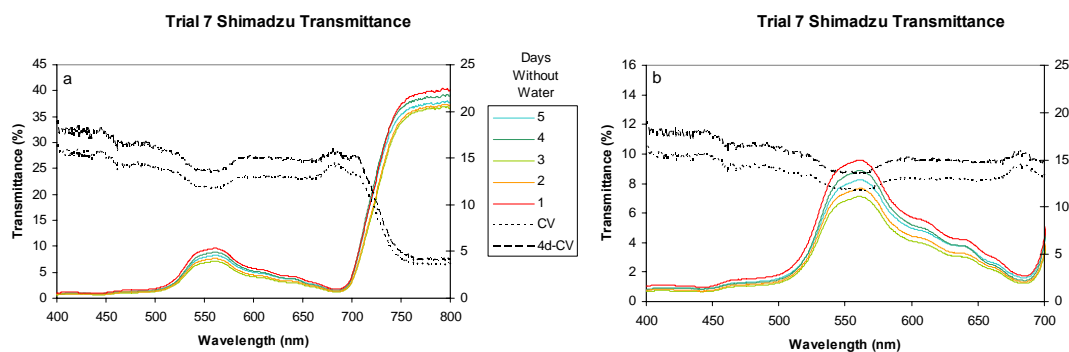 Trial 7 Shimadzu Transmittance
a
Transmittance (%)
45
40
35
30
25
20
15
10
5
0
25
20
15
10
5
0
400 450 500 550 600 650 700 750 800
Wavelength (nm)
Days
Without
Water
5
4
3
2
1
CV
4d-CV
Trial 7 Shimadzu Transmittance
b
Transmittance (%)
16
14
12
10
8
6
4
2
0
25
20
15
10
5
0
400 450 500 550 600 650 700
Wavelength (nm)